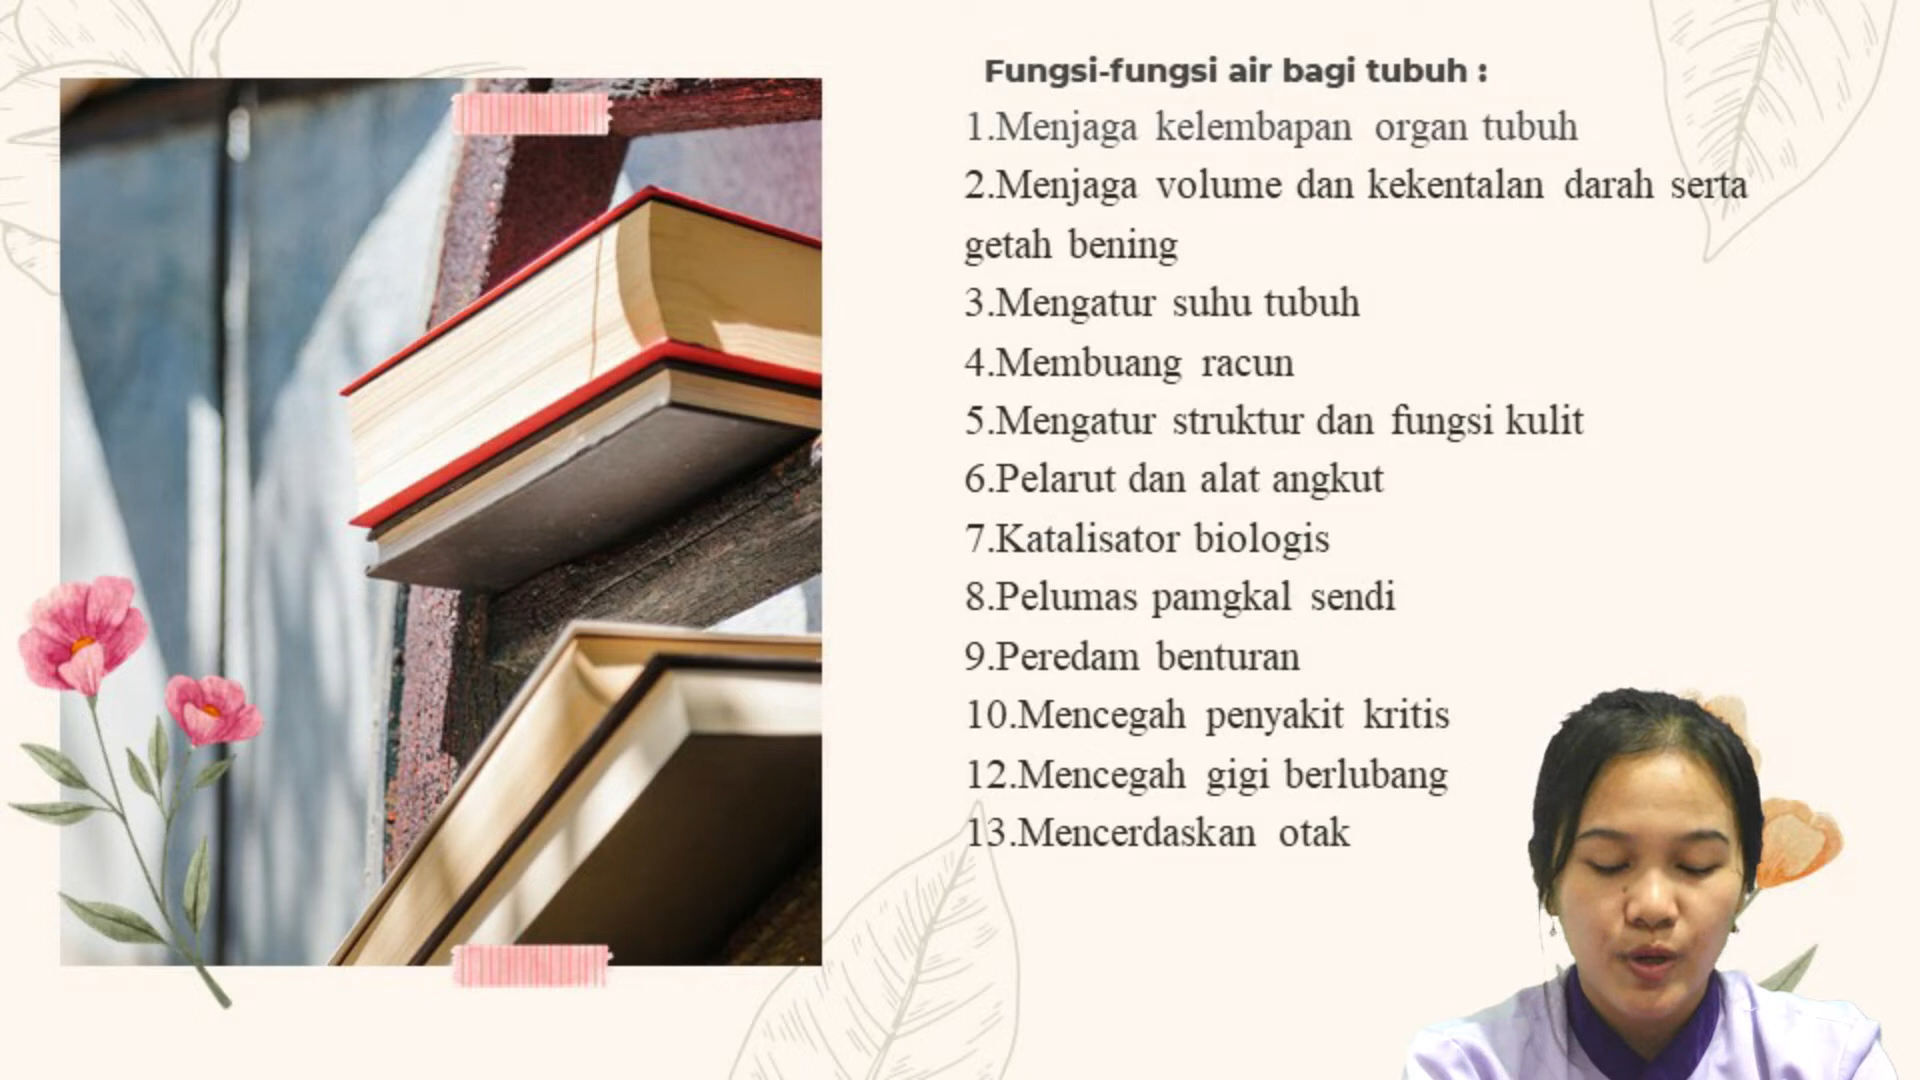 Fungsi-fungsi air bagi tubuh :
1.Menjaga kelembapan organ tubuh
2.Menjaga volume dan kekentalan darah serta
getah bening
3.Mengatur suhu tubuh
4.Membuang racun
5.Mengatur struktur dan fungsi kulit
6.Pelarut dan alat angkut
7.Katalisator biologis
8.Pelumas pamgkal sendi
9.Peredam benturan
10.Mencegah penyakit kritis
12.Mencegah gigi berlubang
13.Mencerdaskan otak